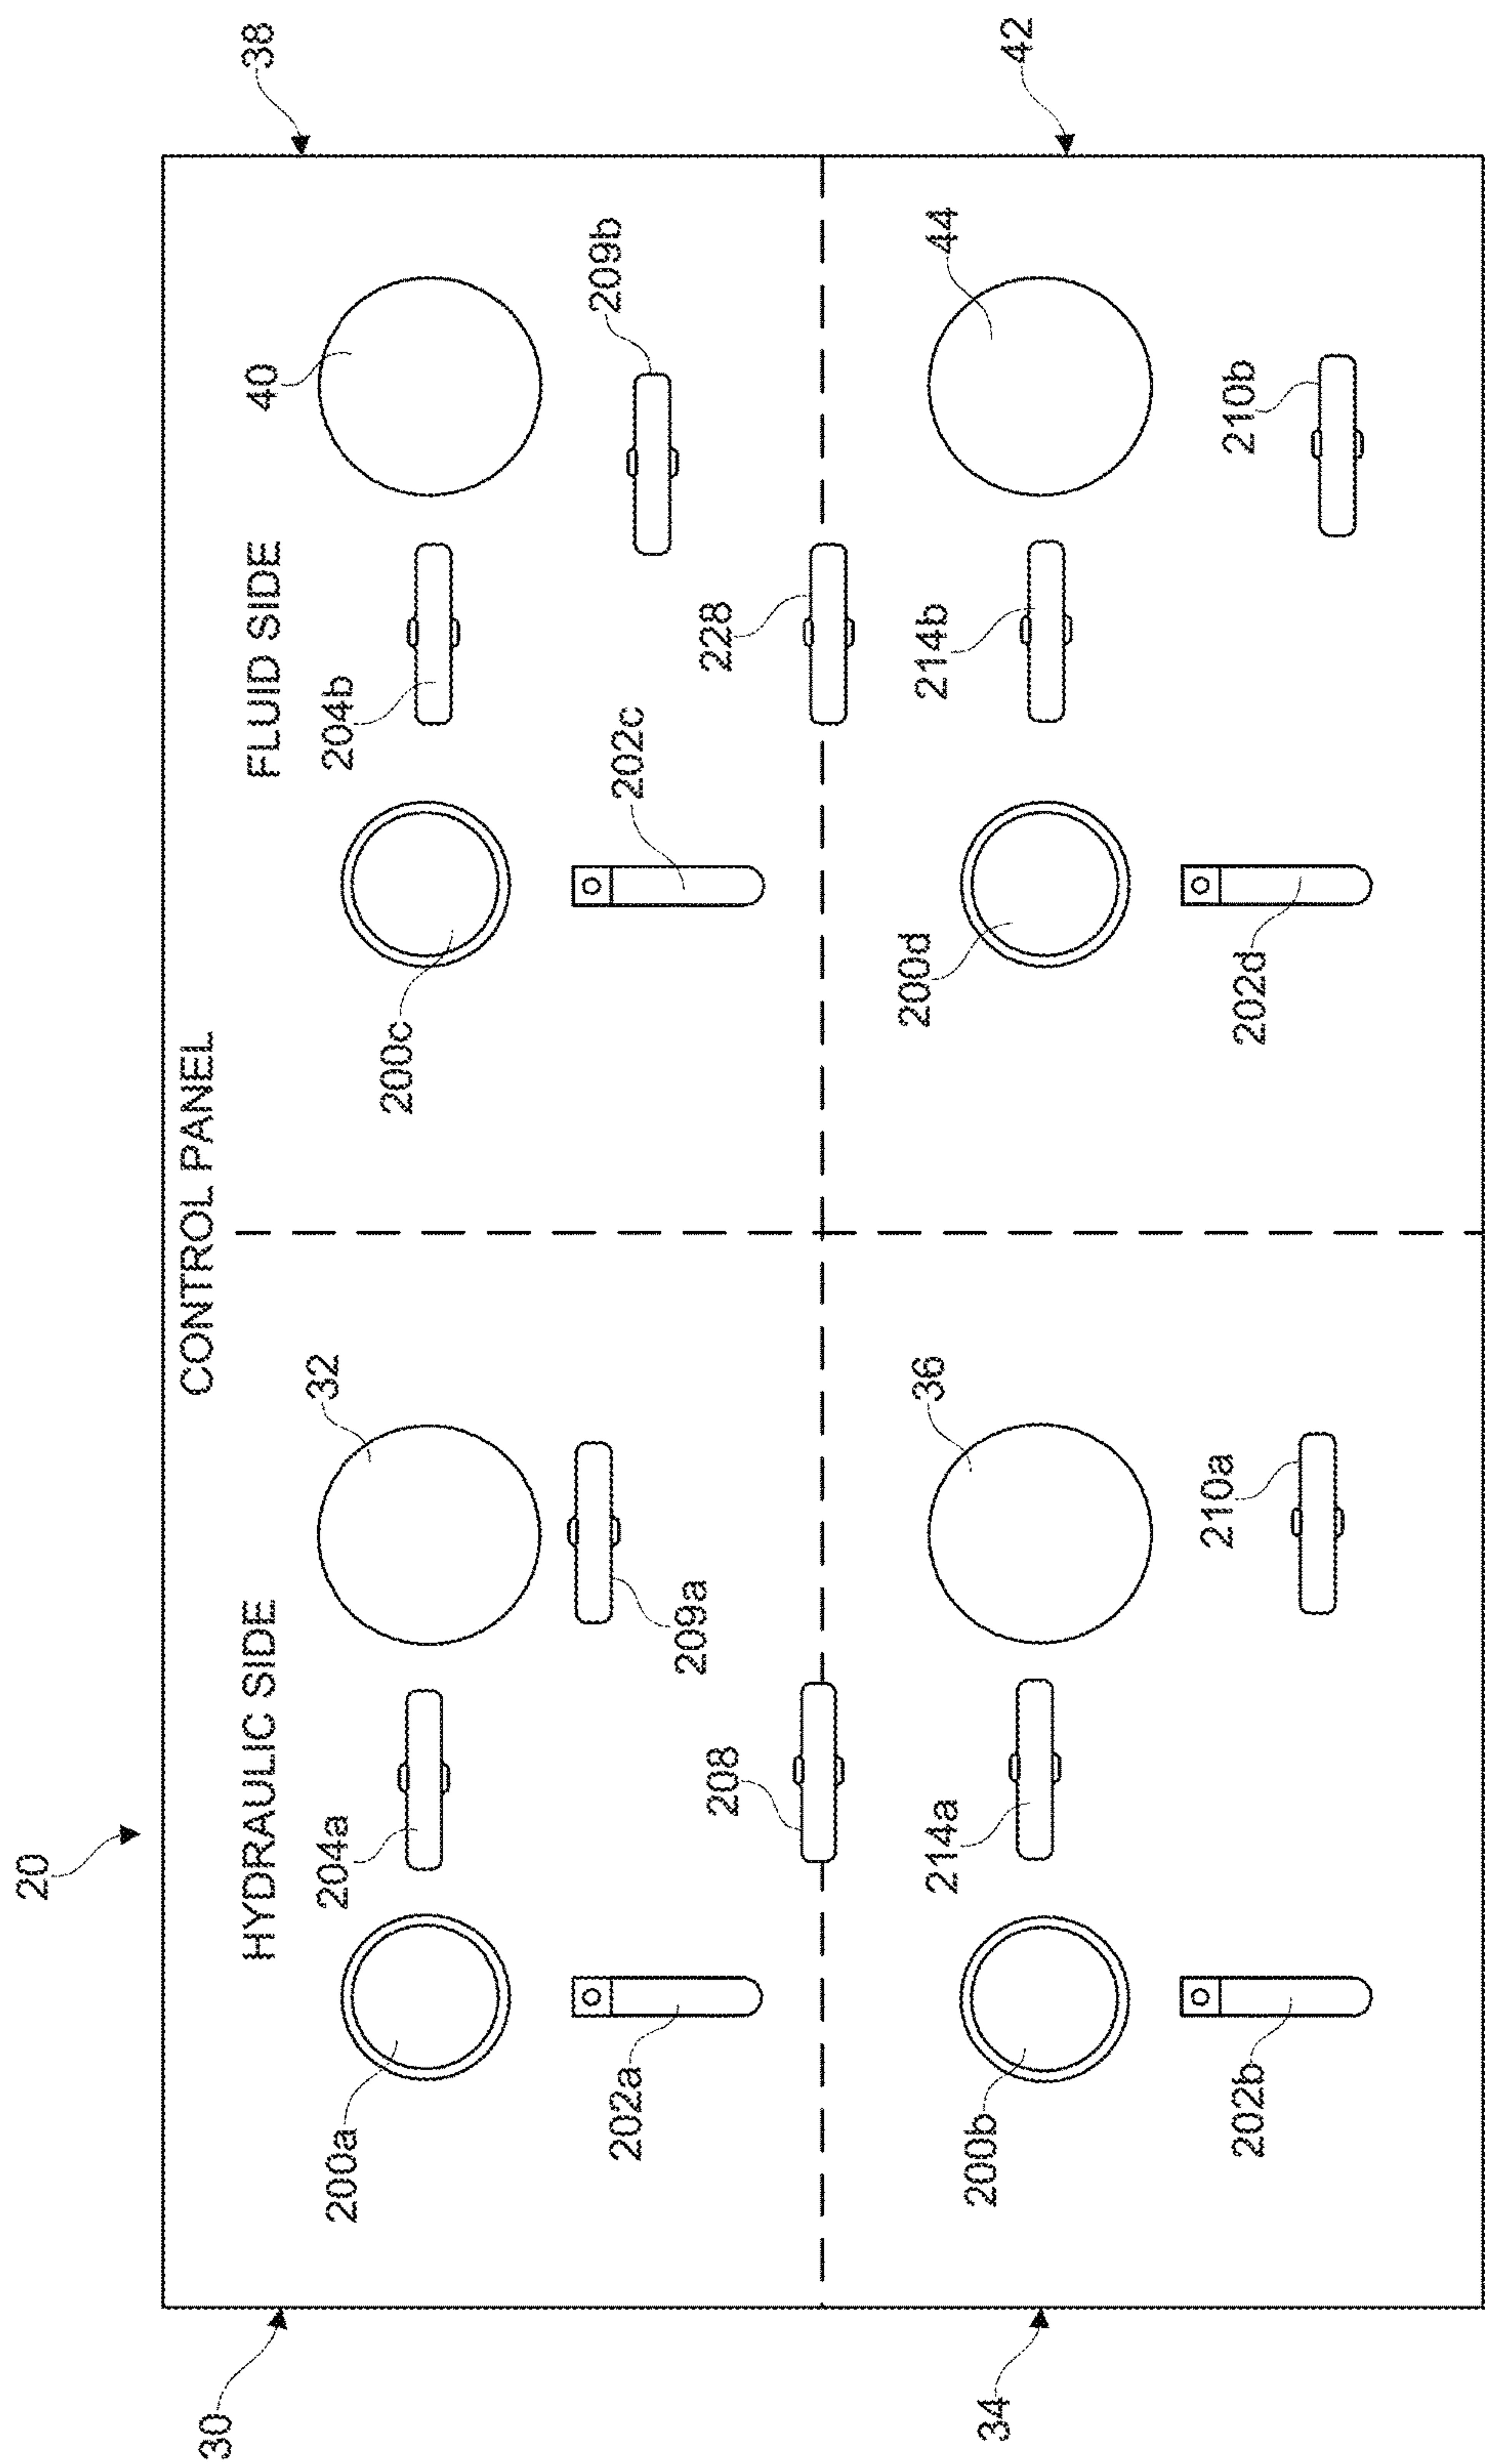 20
CONTROL PANEL
HYDRAULIC SIDE
FLUID SIDE
30
38
200a
204a
32
200c
204b
40
202a
209a
202c
209b
208
228
34
42
200b
214a
36
200d
214b
44
202b
210a
202d
210b